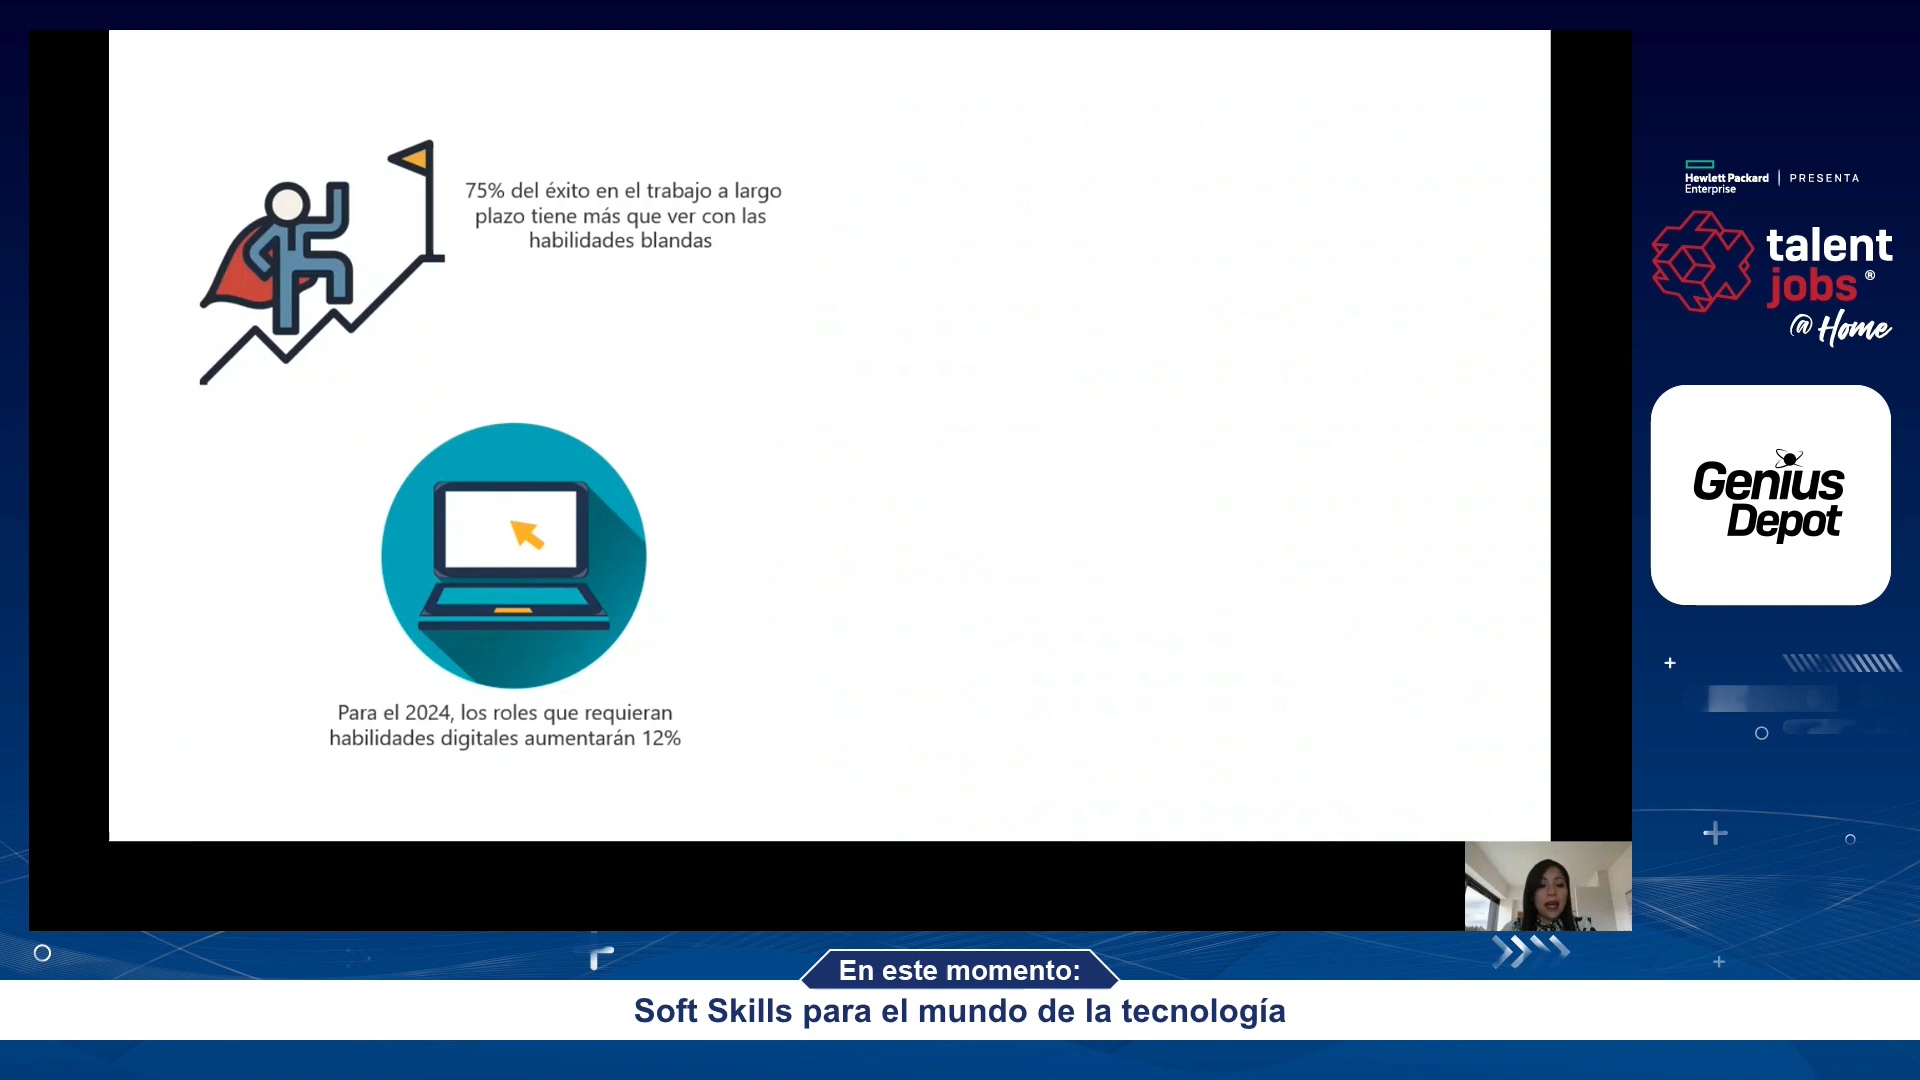 75% del éxito en el trabajo a largo
plazo tiene más que ver con las
habilidades blandas
Para el 2024, los roles que requieran
habilidades digitales aumentarán 12%
Hewlett Packard
Enterprise
PRESENTA
talent
jobs®
@Home
Genius
Depot
En este momento:
Soft Skills para el mundo de la tecnología